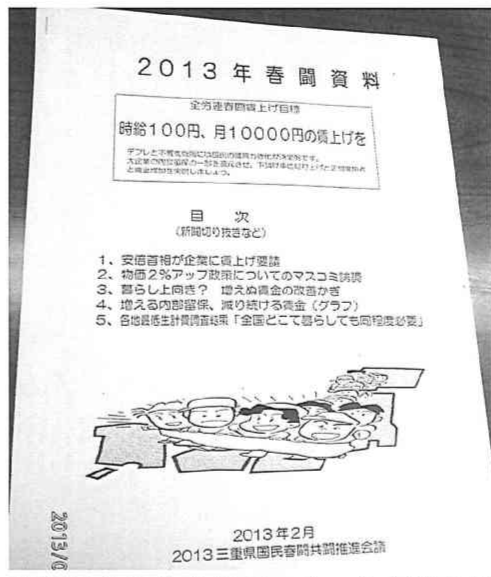 2013年春闘資料
全労連春闘賃上げ目標
時給100円、月10000円の賃上げを
目 次
(新聞切り抜きなど)
1、安倍首相が企業に賃上げ要請
2、物価2%アップ政策についてのマスコミ
3、暮らし上向き? 増えぬ賃金の改善かぎ
4、増える内部留保、減り続ける賃金(グラフ)
5、各地最低生計費調査結果「全国どこで暮らしても同程度必要」
2013年2月
2013三重県国民春闘共闘推進会議
2013/0